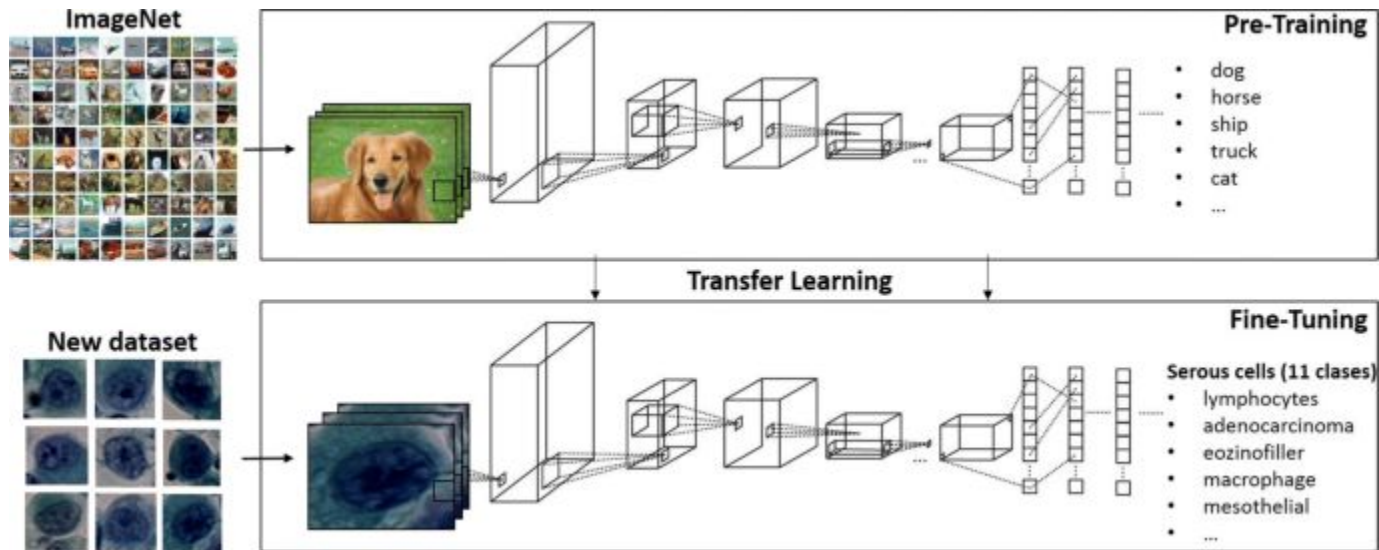 ImageNet
Pre-Training
• dog
• horse
• ship
• truck
• cat
• ...
...
Transfer Learning
New dataset
Fine-Tuning
Serous cells (11 clases)
• lymphocytes
• adenocarcinoma
• eozinofiller
• macrophage
• mesothelial
• ...
...